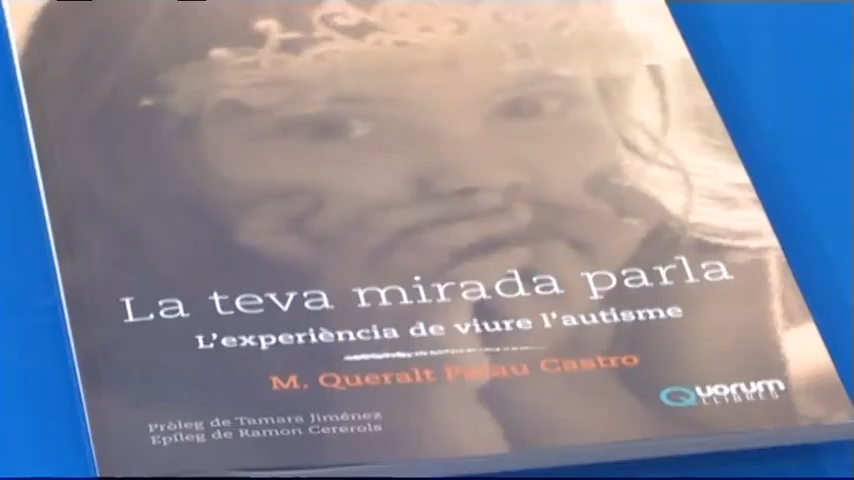 La teva mirada parla
L'experiència de viure l'autisme
M. Queralt Palau Castro
Quorum
LLIBRES
Pròleg de Tamara Jiménez
Epíleg de Ramon Cererols